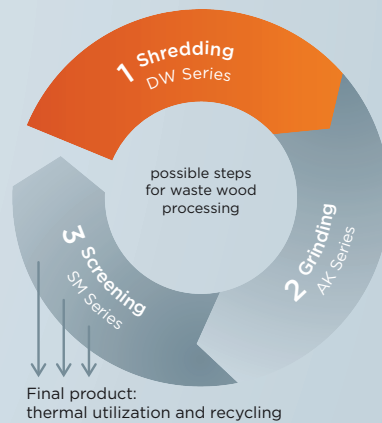 1 Shredding
DW Series
possible steps
for waste wood
processing
2 Grinding
AK Series
3 Screening
SM Series
Final product:
thermal utilization and recycling